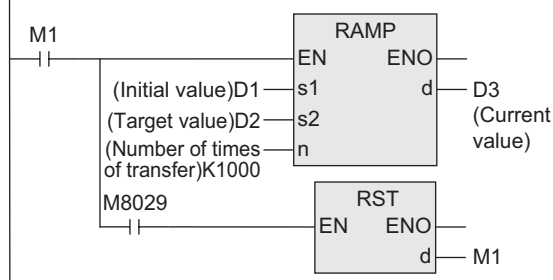 M1
RAMP
EN ENO
(Initial value)D1 s1 d D3
(Target value)D2 s2 (Current
(Number of times n value)
of transfer)K1000
M8029
RST
EN ENO
d M1